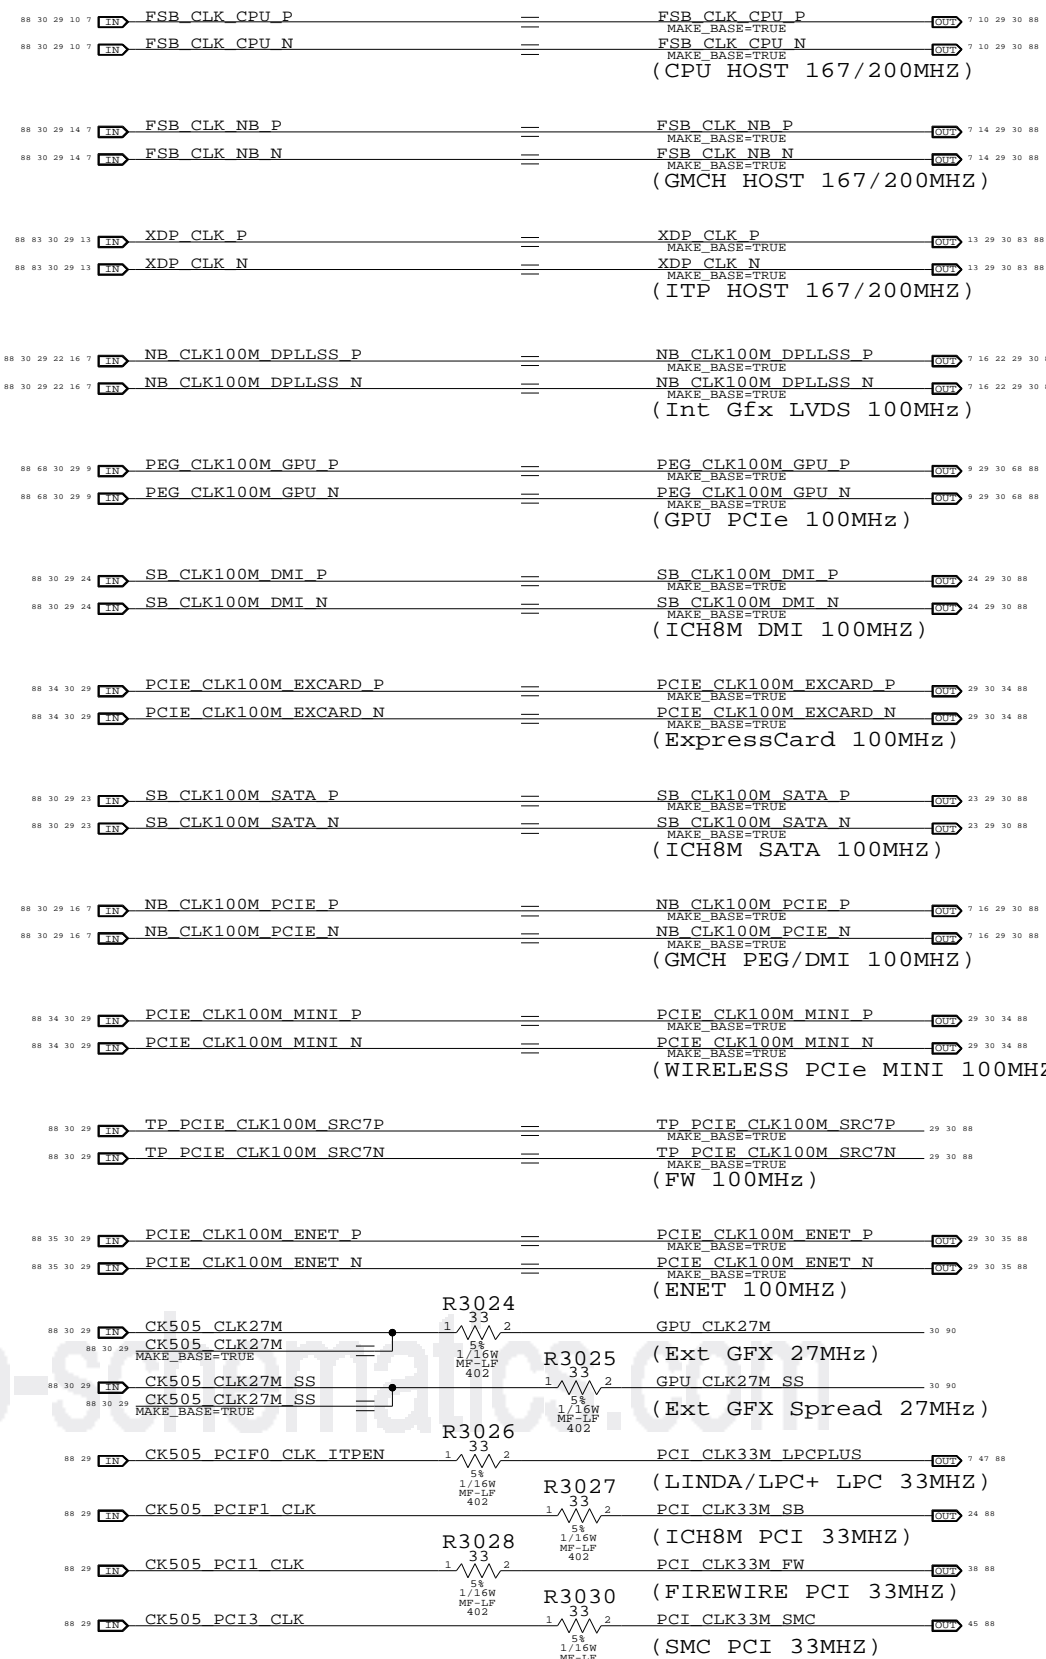 88 30 29 10 7 IN FSB_CLK_CPU_P FSB_CLK_CPU_P OUT 7 10 29 30 88
MAKE_BASE=TRUE
88 30 29 10 7 IN FSB_CLK_CPU_N FSB_CLK_CPU_N OUT 7 10 29 30 88
MAKE_BASE=TRUE
(CPU HOST 167/200MHZ)
88 30 29 14 7 IN FSB_CLK_NB_P FSB_CLK_NB_P OUT 7 14 29 30 88
MAKE_BASE=TRUE
88 30 29 14 7 IN FSB_CLK_NB_N FSB_CLK_NB_N OUT 7 14 29 30 88
MAKE_BASE=TRUE
(GMCH HOST 167/200MHZ)
88 83 30 29 13 IN XDP_CLK_P XDP_CLK_P OUT 13 29 30 83 88
MAKE_BASE=TRUE
88 83 30 29 13 IN XDP_CLK_N XDP_CLK_N OUT 13 29 30 83 88
MAKE_BASE=TRUE
(ITP HOST 167/200MHZ)
88 30 29 22 16 7 IN NB_CLK100M_DPLLSS_P NB_CLK100M_DPLLSS_P OUT 7 16 22 29 30
MAKE_BASE=TRUE
88 30 29 22 16 7 IN NB_CLK100M_DPLLSS_N NB_CLK100M_DPLLSS_N OUT 7 16 22 29 30
MAKE_BASE=TRUE
(Int Gfx LVDS 100MHz)
88 68 30 29 9 IN PEG_CLK100M_GPU_P PEG_CLK100M_GPU_P OUT 9 29 30 68 88
MAKE_BASE=TRUE
88 68 30 29 9 IN PEG_CLK100M_GPU_N PEG_CLK100M_GPU_N OUT 9 29 30 68 88
MAKE_BASE=TRUE
(GPU PCIe 100MHz)
88 30 29 24 IN SB_CLK100M_DMI_P SB_CLK100M_DMI_P OUT 24 29 30 88
MAKE_BASE=TRUE
88 30 29 24 IN SB_CLK100M_DMI_N SB_CLK100M_DMI_N OUT 24 29 30 88
MAKE_BASE=TRUE
(ICH8M DMI 100MHZ)
88 34 30 29 IN PCIE_CLK100M_EXCARD_P PCIE_CLK100M_EXCARD_P OUT 29 30 34 88
MAKE_BASE=TRUE
88 34 30 29 IN PCIE_CLK100M_EXCARD_N PCIE_CLK100M_EXCARD_N OUT 29 30 34 88
MAKE_BASE=TRUE
(ExpressCard 100MHz)
88 30 29 23 IN SB_CLK100M_SATA_P SB_CLK100M_SATA_P OUT 23 29 30 88
MAKE_BASE=TRUE
88 30 29 23 IN SB_CLK100M_SATA_N SB_CLK100M_SATA_N OUT 23 29 30 88
MAKE_BASE=TRUE
(ICH8M SATA 100MHZ)
88 30 29 16 7 IN NB_CLK100M_PCIE_P NB_CLK100M_PCIE_P OUT 7 16 29 30 88
MAKE_BASE=TRUE
88 30 29 16 7 IN NB_CLK100M_PCIE_N NB_CLK100M_PCIE_N OUT 7 16 29 30 88
MAKE_BASE=TRUE
(GMCH PEG/DMI 100MHZ)
88 34 30 29 IN PCIE_CLK100M_MINI_P PCIE_CLK100M_MINI_P OUT 29 30 34 88
MAKE_BASE=TRUE
88 34 30 29 IN PCIE_CLK100M_MINI_N PCIE_CLK100M_MINI_N OUT 29 30 34 88
MAKE_BASE=TRUE
(WIRELESS PCIe MINI 100MHZ
88 30 29 IN TP_PCIE_CLK100M_SRC7P TP_PCIE_CLK100M_SRC7P 29 30 88
MAKE_BASE=TRUE
88 30 29 IN TP_PCIE_CLK100M_SRC7N TP_PCIE_CLK100M_SRC7N 29 30 88
MAKE_BASE=TRUE
(FW 100MHz)
88 35 30 29 IN PCIE_CLK100M_ENET_P PCIE_CLK100M_ENET_P OUT 29 30 35 88
MAKE_BASE=TRUE
88 35 30 29 IN PCIE_CLK100M_ENET_N PCIE_CLK100M_ENET_N OUT 29 30 35 88
MAKE_BASE=TRUE
(ENET 100MHZ)
R3024
88 30 29 IN CK505_CLK27M 1 33 2 GPU_CLK27M 30 90
88 30 29 CK505_CLK27M 5% (Ext GFX 27MHz)
MAKE_BASE=TRUE 1/16W
MF-LF
402
R3025
88 30 29 IN CK505_CLK27M_SS 1 33 2 GPU_CLK27M_SS 30 90
88 30 29 CK505_CLK27M_SS 5% (Ext GFX Spread 27MHz)
MAKE_BASE=TRUE 1/16W
MF-LF
402
-schematics.com
R3026
88 29 IN CK505_PCIF0_CLK_ITPEN 1 33 2 PCI_CLK33M_LPCPLUS OUT 7 47 88
5% (LINDA/LPC+ LPC 33MHZ)
1/16W
MF-LF
402
R3027
88 29 IN CK505_PCIF1_CLK 1 33 2 PCI_CLK33M_SB OUT 24 88
5% (ICH8M PCI 33MHZ)
1/16W
MF-LF
402
R3028
88 29 IN CK505_PCI1_CLK 1 33 2 PCI_CLK33M_FW OUT 38 88
5% (FIREWIRE PCI 33MHZ)
1/16W
MF-LF
402
R3030
88 29 IN CK505_PCI3_CLK 1 33 2 PCI_CLK33M_SMC OUT 45 88
5% (SMC PCI 33MHZ)
1/16W
MF-LF